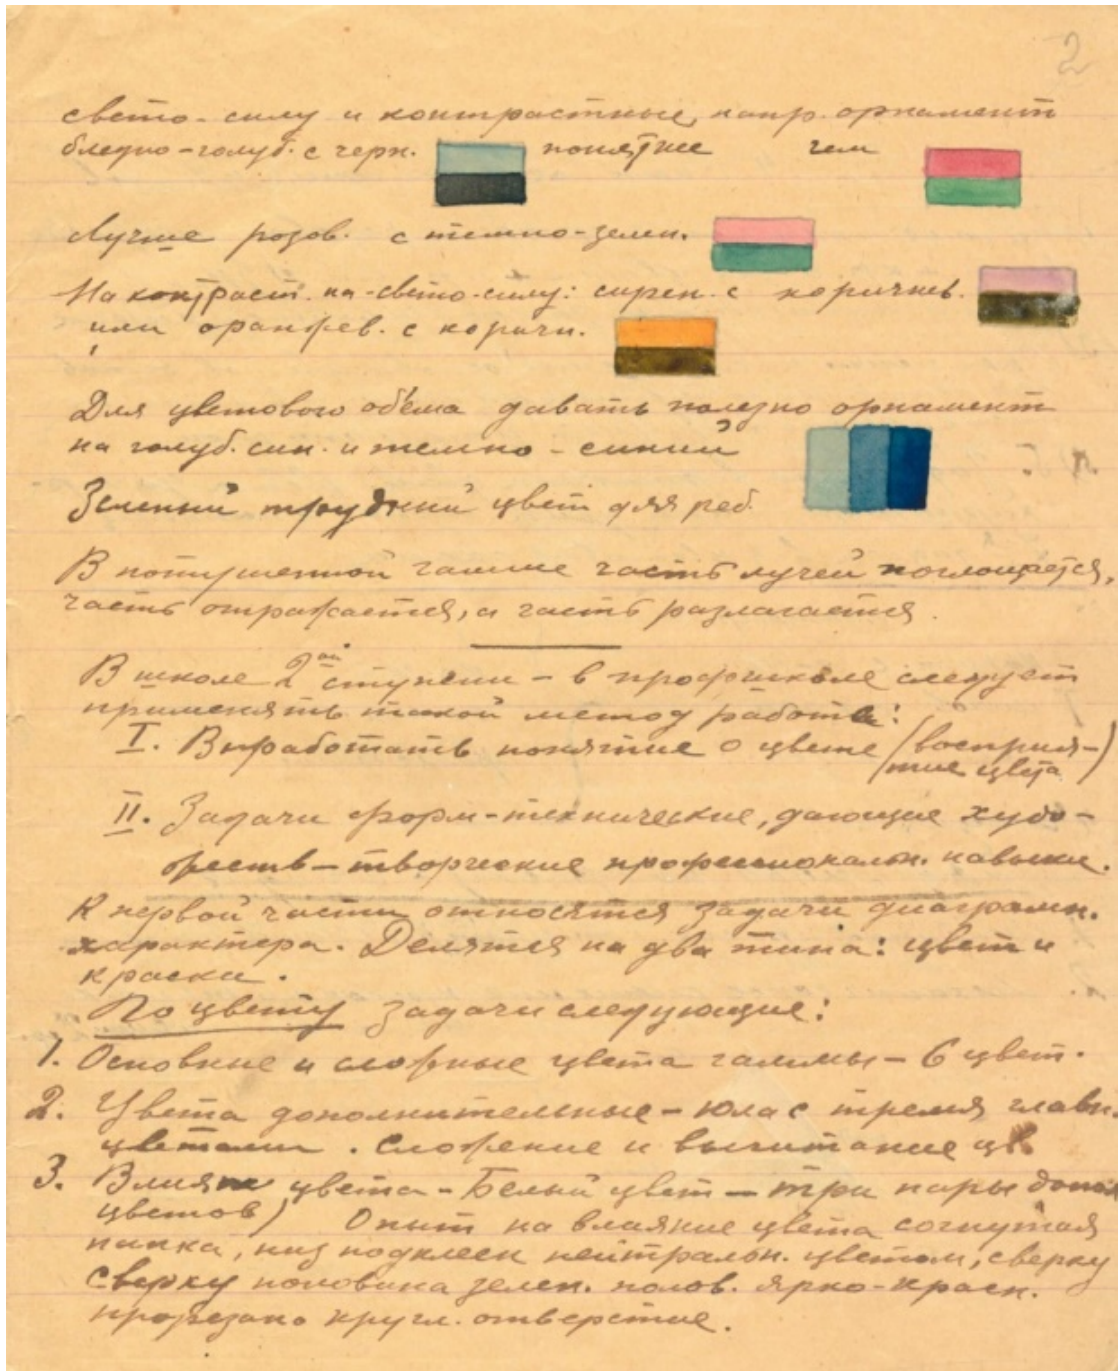 2
свето-силу и контрастные, напр. орнамент
бледно-голуб. с черн. понятнее чем
Лучше розов. с темно-зелен.
На контраст. на-свето-силу: сирен. с коричнев.
или оранжев. с коричн.
Для цветового об'ема давать полезно орнамент
на голуб. син. и темно-синий
Зеленый трудный цвет для реб.
В потушенной гамме часть лучей поглощается,
часть отражается, а часть разлагается.
В школе 2ой ступени – в профшколе следует
применять такой метод работы:
I. Выработать понятие о цвете (восприя-
тие цвета)
II. Задачи форм-технические, дающие худо-
жеств-творческие профессиональн. навыки.
К первой части относятся задачи диаграмн.
характера. Делятся на два типа: цвет и
краски.
По цвету задачи следующие:
1. Основные и сложные цвета гаммы – 6 цвет.
2. Цвета дополнительные – юла с тремя главн.
цветами. Сложение и вычитание цв
3. Влиян цвета – Белый цвет – три пары допол
цветов) Опыт на влияние цвета согнутая
папка, низ подклеен нейтральн. цветом, сверху
сверху половина зелен. полов. ярко-красн.
прорезано кругл. отверстие.